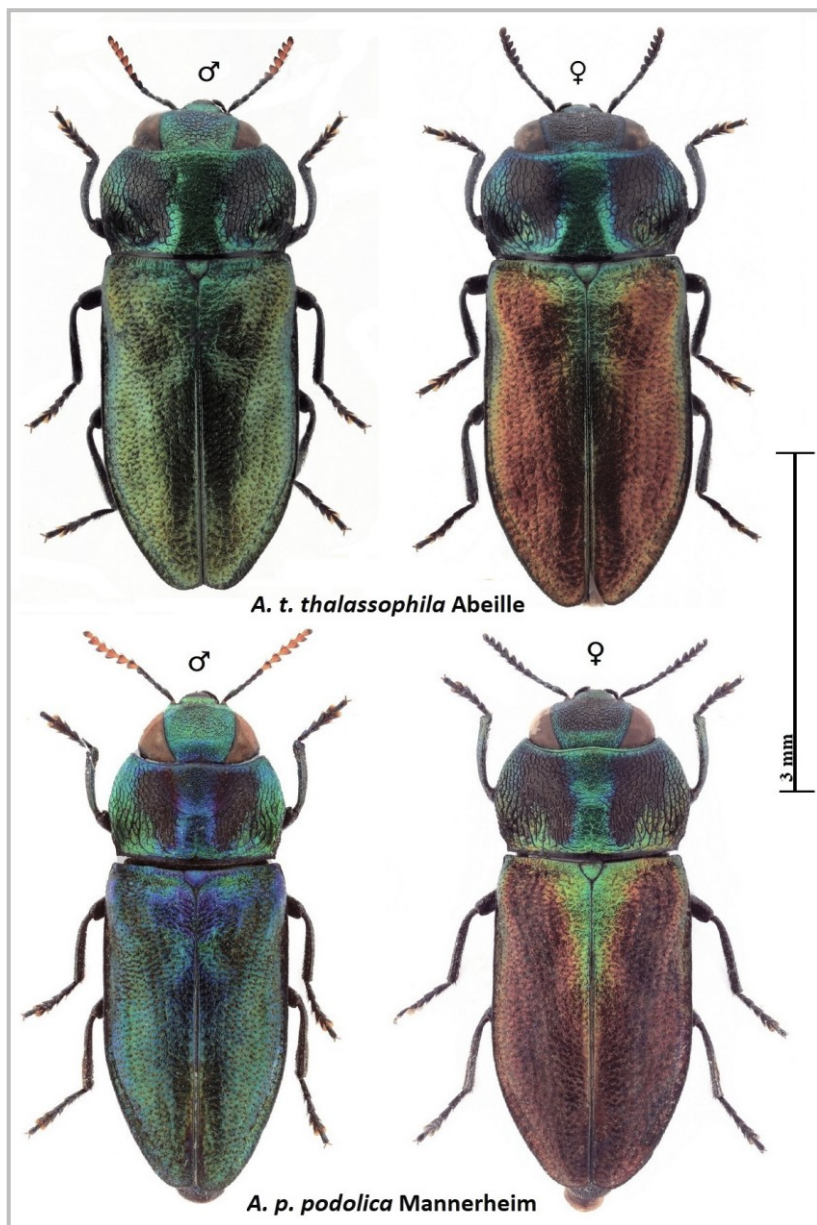 ♂ ♀
A. t. thalassophila Abeille
♂ ♀
3 mm
A. p. podolica Mannerheim